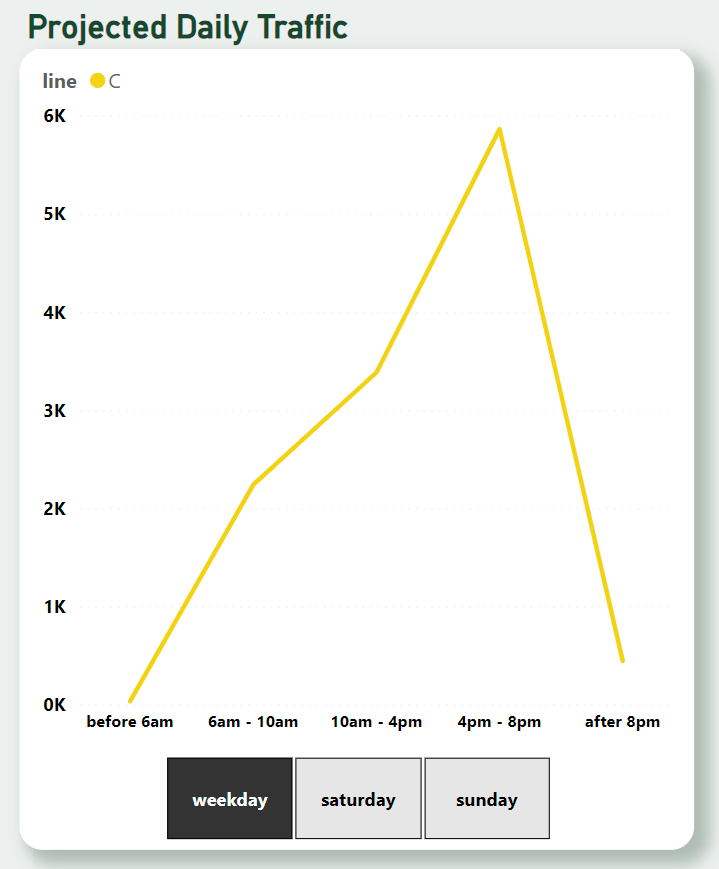 Projected Daily Traffic
line C
6K
5K
4K
3K
2K
1K
0K
before 6am 6am - 10am 10am - 4pm 4pm - 8pm after 8pm
weekday saturday sunday